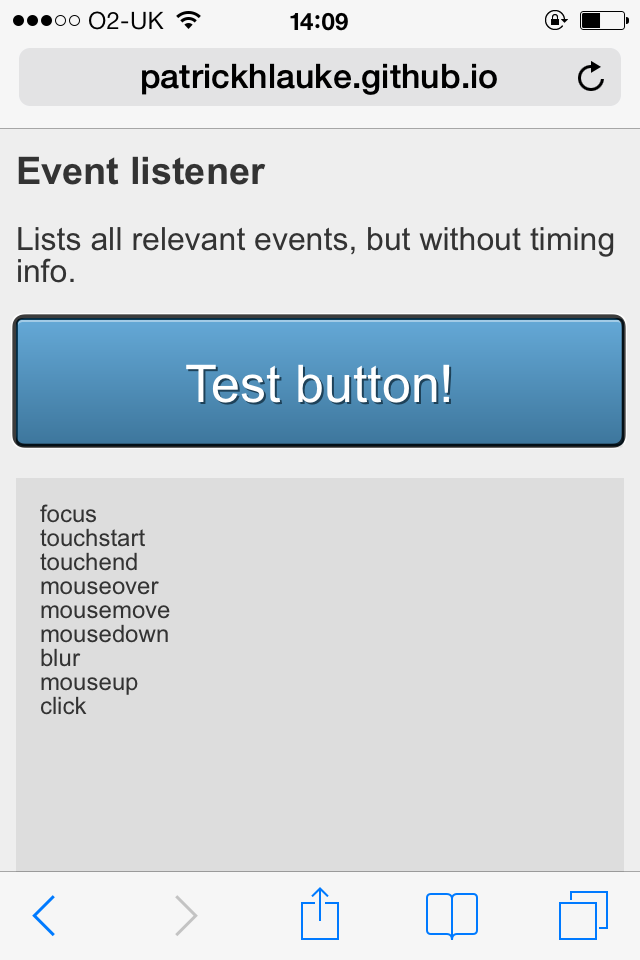 O2-UK 14:09
patrickhlauke.github.io
Event listener
Lists all relevant events, but without timing
info.
Test button!
focus
touchstart
touchend
mouseover
mousemove
mousedown
blur
mouseup
click